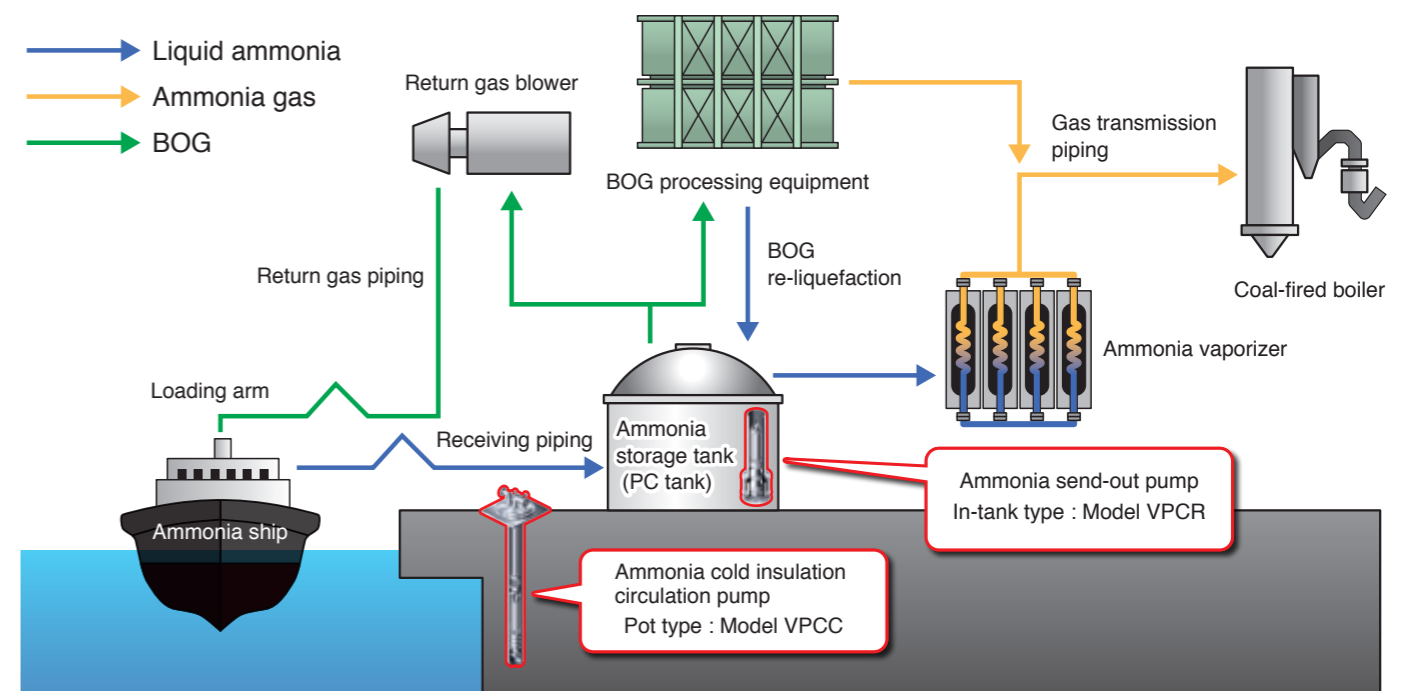 Liquid ammonia
Ammonia gas
BOG
Return gas blower
BOG processing equipment
Gas transmission
piping
Return gas piping
BOG
re-liquefaction
Coal-fired boiler
Ammonia vaporizer
Loading arm
Receiving piping
Ammonia
storage tank
(PC tank)
Ammonia send-out pump
In-tank type : Model VPCR
Ammonia ship
Ammonia cold insulation
circulation pump
Pot type : Model VPCC